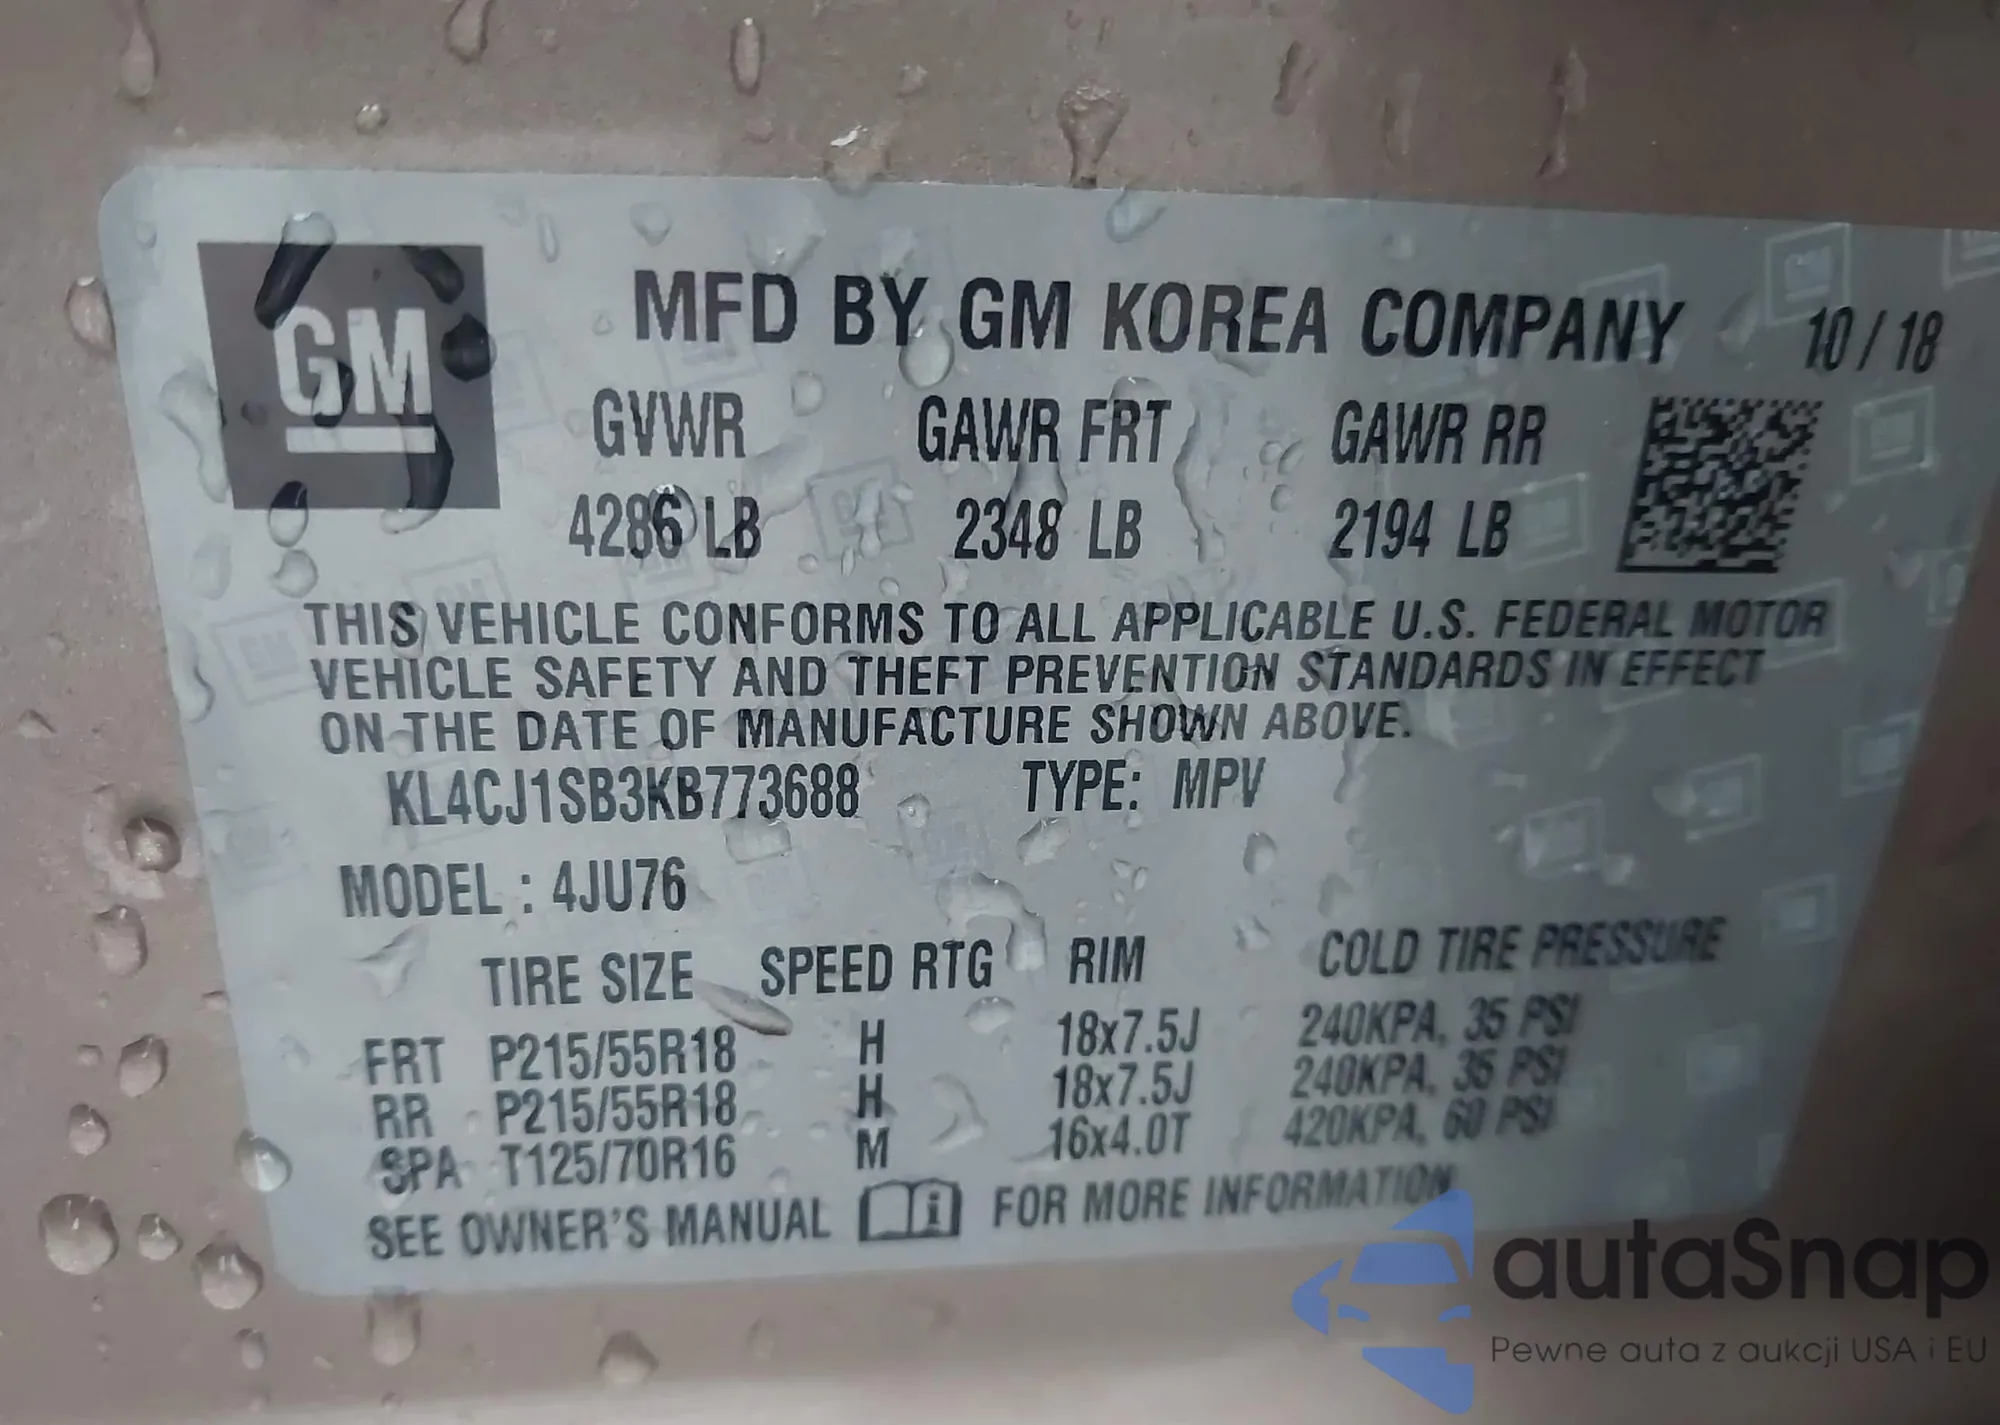 GM
MFD BY GM KOREA COMPANY 10 / 18
GVWR GAWR FRT GAWR RR
4286 LB 2348 LB 2194 LB
THIS VEHICLE CONFORMS TO ALL APPLICABLE U.S. FEDERAL MOTOR
VEHICLE SAFETY AND THEFT PREVENTION STANDARDS IN EFFECT
ON THE DATE OF MANUFACTURE SHOWN ABOVE.
KL4CJ1SB3KB773688 TYPE: MPV
MODEL : 4JU76
TIRE SIZE SPEED RTG RIM COLD TIRE PRESSURE
FRT P215/55R18 H 18x7.5J 240KPA, 35 PSI
RR P215/55R18 H 18x7.5J 240KPA, 35 PSI
SPA T125/70R16 M 16x4.0T 420KPA, 60 PSI
SEE OWNER'S MANUAL i FOR MORE INFORMATION
autaSnap
Pewne auta z aukcji USA i EU